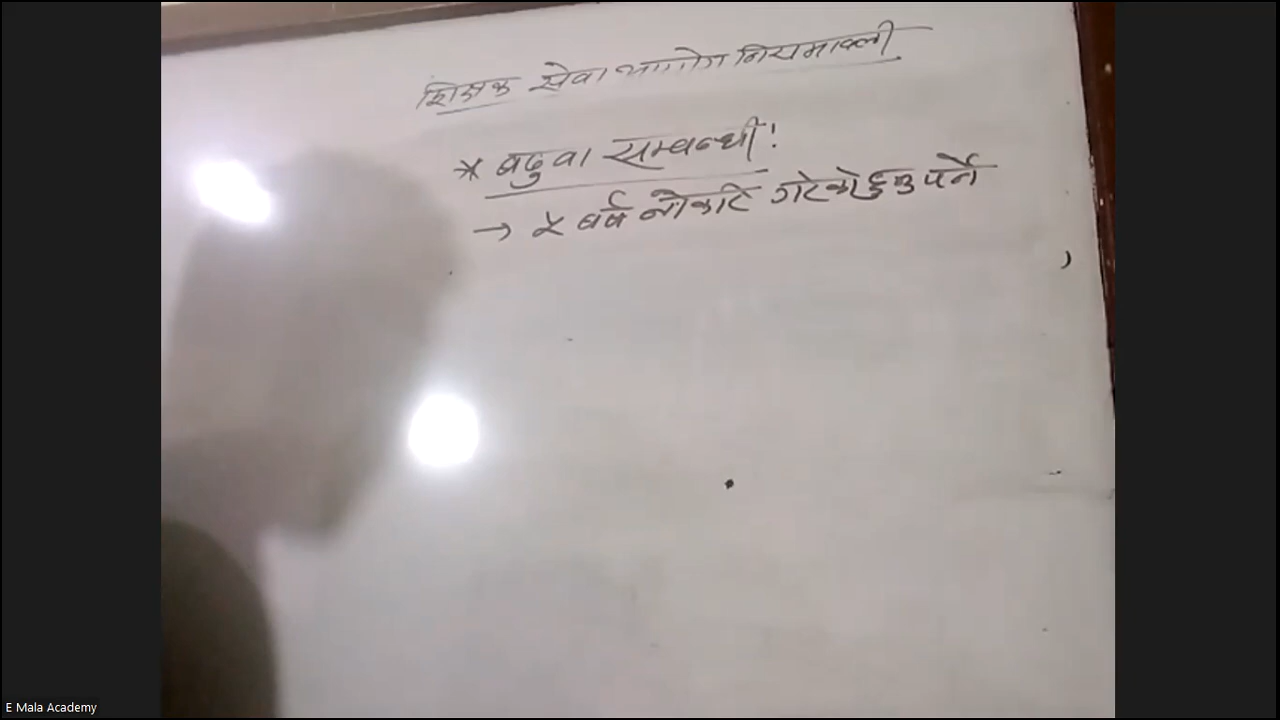 शिक्षक सेवा आयोग नियमावली
* बढुवा सम्बन्धी!
→ ५ वर्ष नोकरी गरेको हुनु पर्ने
E Mala Academy